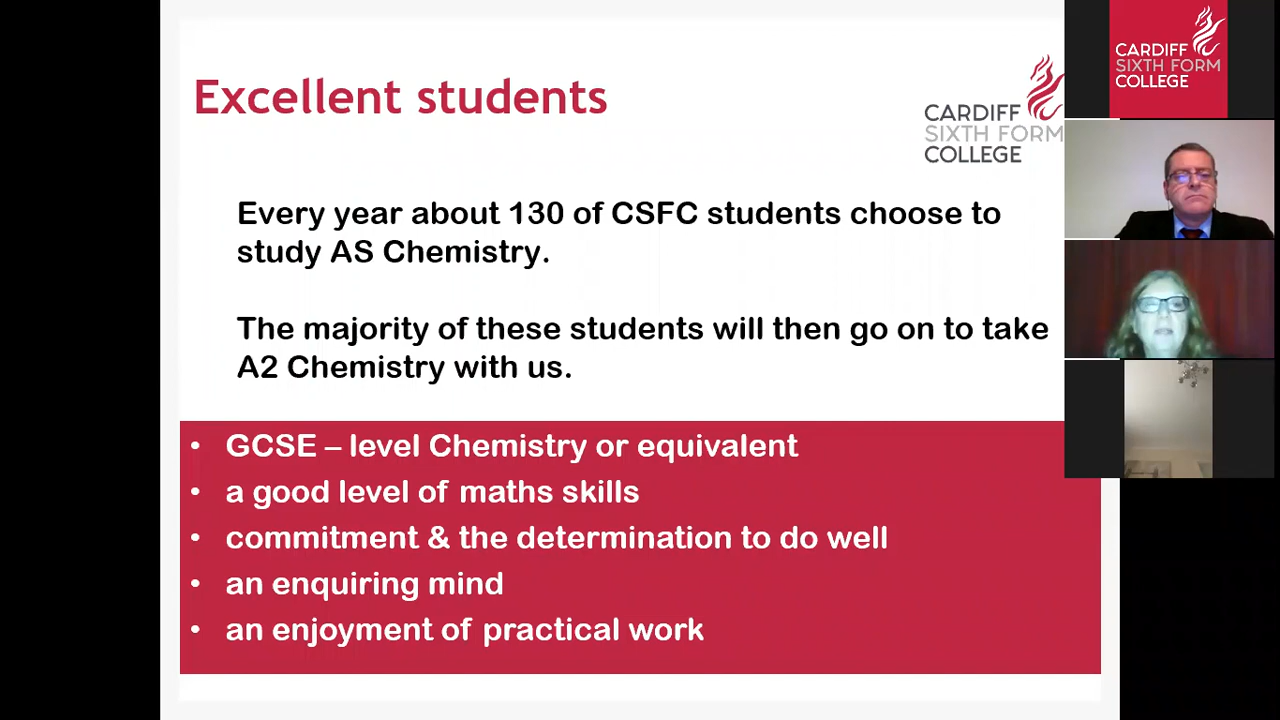 Excellent students
CARDIFF
SIXTH FORM
COLLEGE
Every year about 130 of CSFC students choose to
study AS Chemistry.
The majority of these students will then go on to take
A2 Chemistry with us.
• GCSE – level Chemistry or equivalent
• a good level of maths skills
• commitment & the determination to do well
• an enquiring mind
• an enjoyment of practical work
CARDIFF
SIXTH FORM
COLLEGE